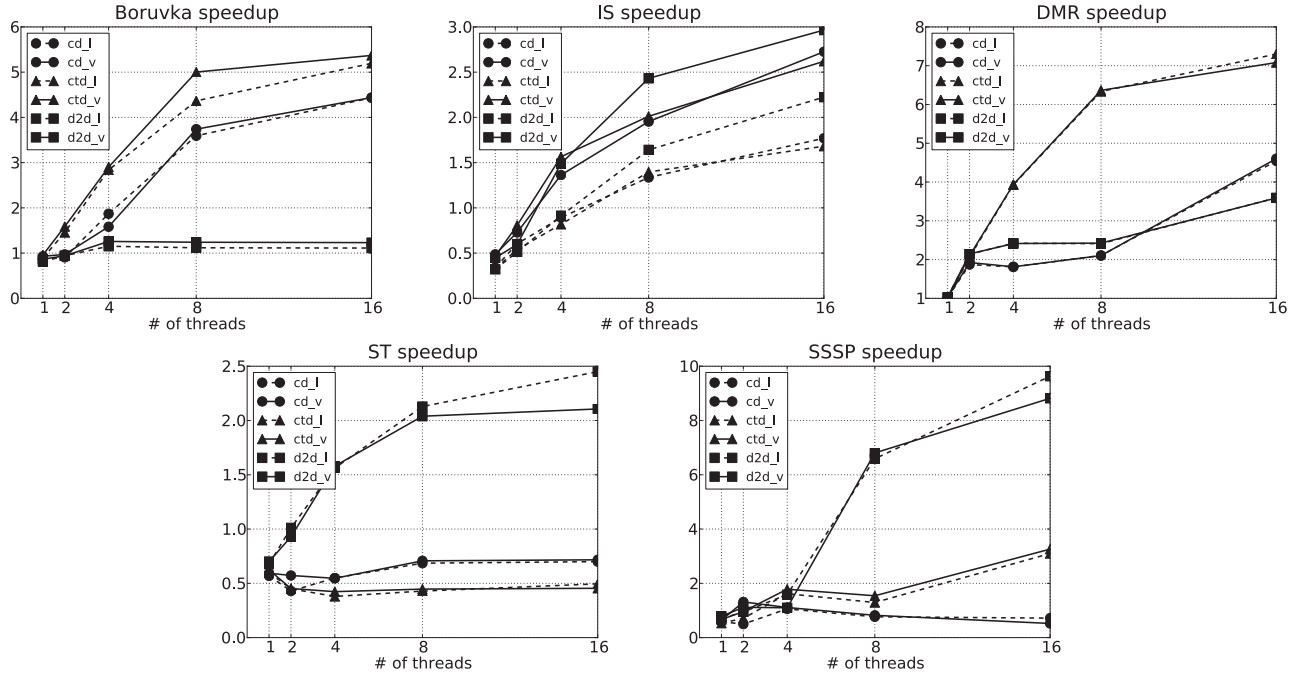 Boruvka speedup
6
5
4
3
2
1
0
cd_l
cd_v
ctd_l
ctd_v
d2d_l
d2d_v
1 2 4 8 16
# of threads
IS speedup
3.0
2.5
2.0
1.5
1.0
0.5
0.0
cd_l
cd_v
ctd_l
ctd_v
d2d_l
d2d_v
1 2 4 8 16
# of threads
DMR speedup
8
7
6
5
4
3
2
1
cd_l
cd_v
ctd_l
ctd_v
d2d_l
d2d_v
1 2 4 8 16
# of threads
ST speedup
2.5
2.0
1.5
1.0
0.5
0.0
cd_l
cd_v
ctd_l
ctd_v
d2d_l
d2d_v
1 2 4 8 16
# of threads
SSSP speedup
10
8
6
4
2
0
cd_l
cd_v
ctd_l
ctd_v
d2d_l
d2d_v
1 2 4 8 16
# of threads